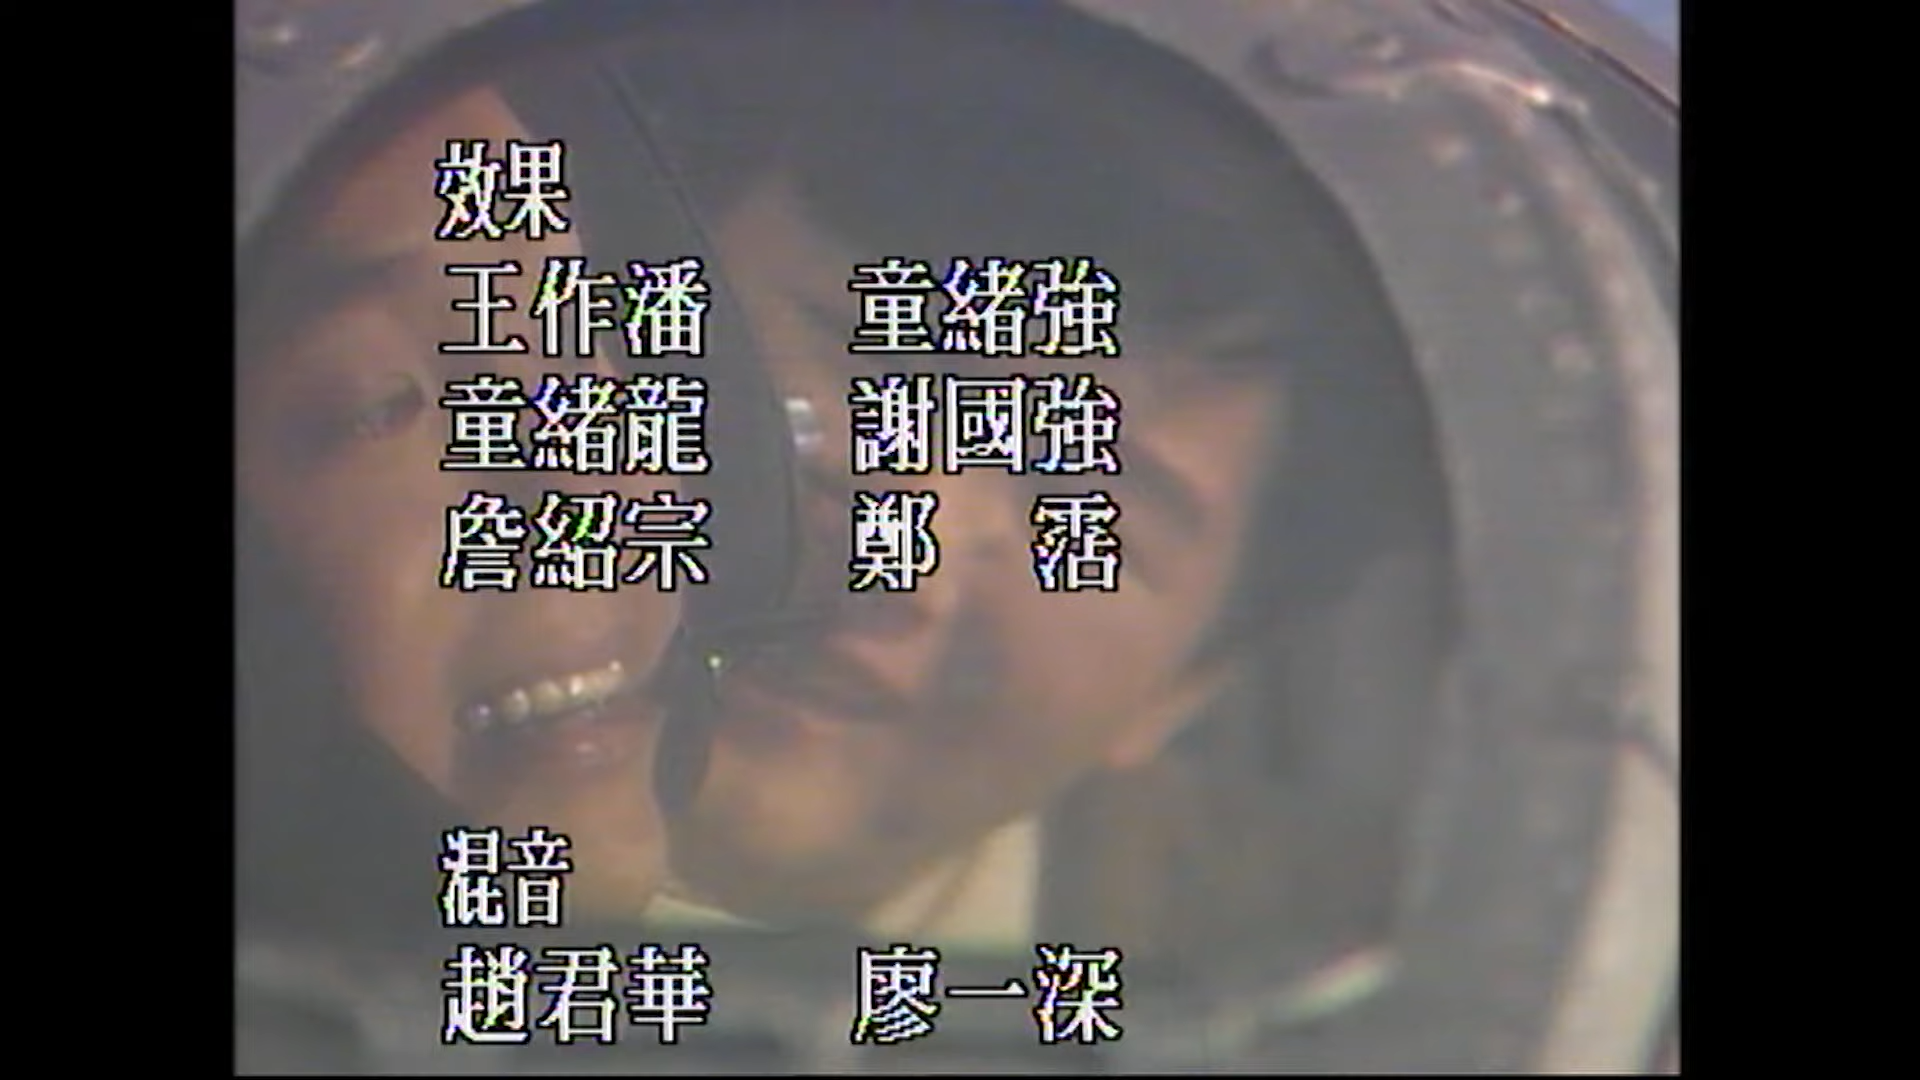 效果
王作潘　童緒強
童緒龍　謝國強
詹紹宗　鄭　霑
混音
趙君華　廖一深